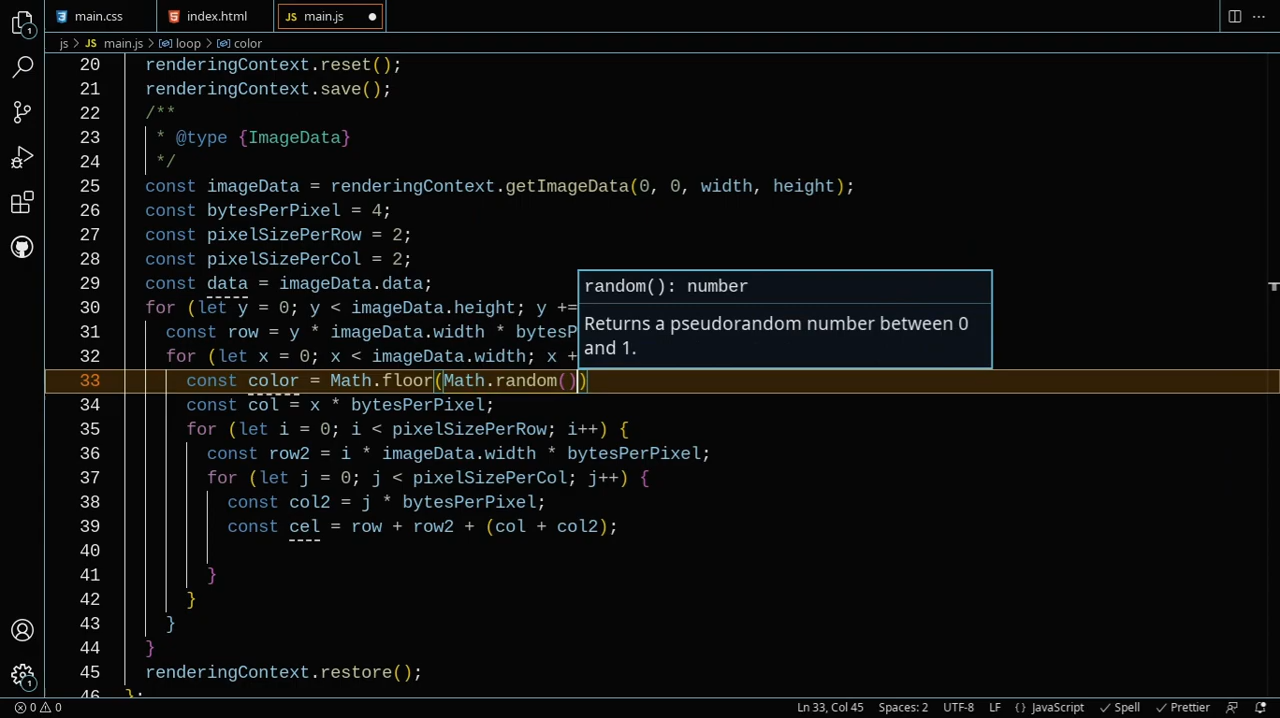 main.css
index.html
JS main.js
js > JS main.js > loop > color
20 renderingContext.reset();
21 renderingContext.save();
22 /**
23 * @type {ImageData}
24 */
25 const imageData = renderingContext.getImageData(0, 0, width, height);
26 const bytesPerPixel = 4;
27 const pixelSizePerRow = 2;
28 const pixelSizePerCol = 2;
29 const data = imageData.data;
30 for (let y = 0; y < imageData.height; y +=
31 const row = y * imageData.width * bytesP
32 for (let x = 0; x < imageData.width; x +
random(): number
Returns a pseudorandom number between 0
and 1.
33 const color = Math.floor(Math.random())
34 const col = x * bytesPerPixel;
35 for (let i = 0; i < pixelSizePerRow; i++) {
36 const row2 = i * imageData.width * bytesPerPixel;
37 for (let j = 0; j < pixelSizePerCol; j++) {
38 const col2 = j * bytesPerPixel;
39 const cel = row + row2 + (col + col2);
40
41 }
42 }
43 }
44 }
45 renderingContext.restore();
46 };
1
1
0 0
Ln 33, Col 45 Spaces: 2 UTF-8 LF {} JavaScript Spell Prettier